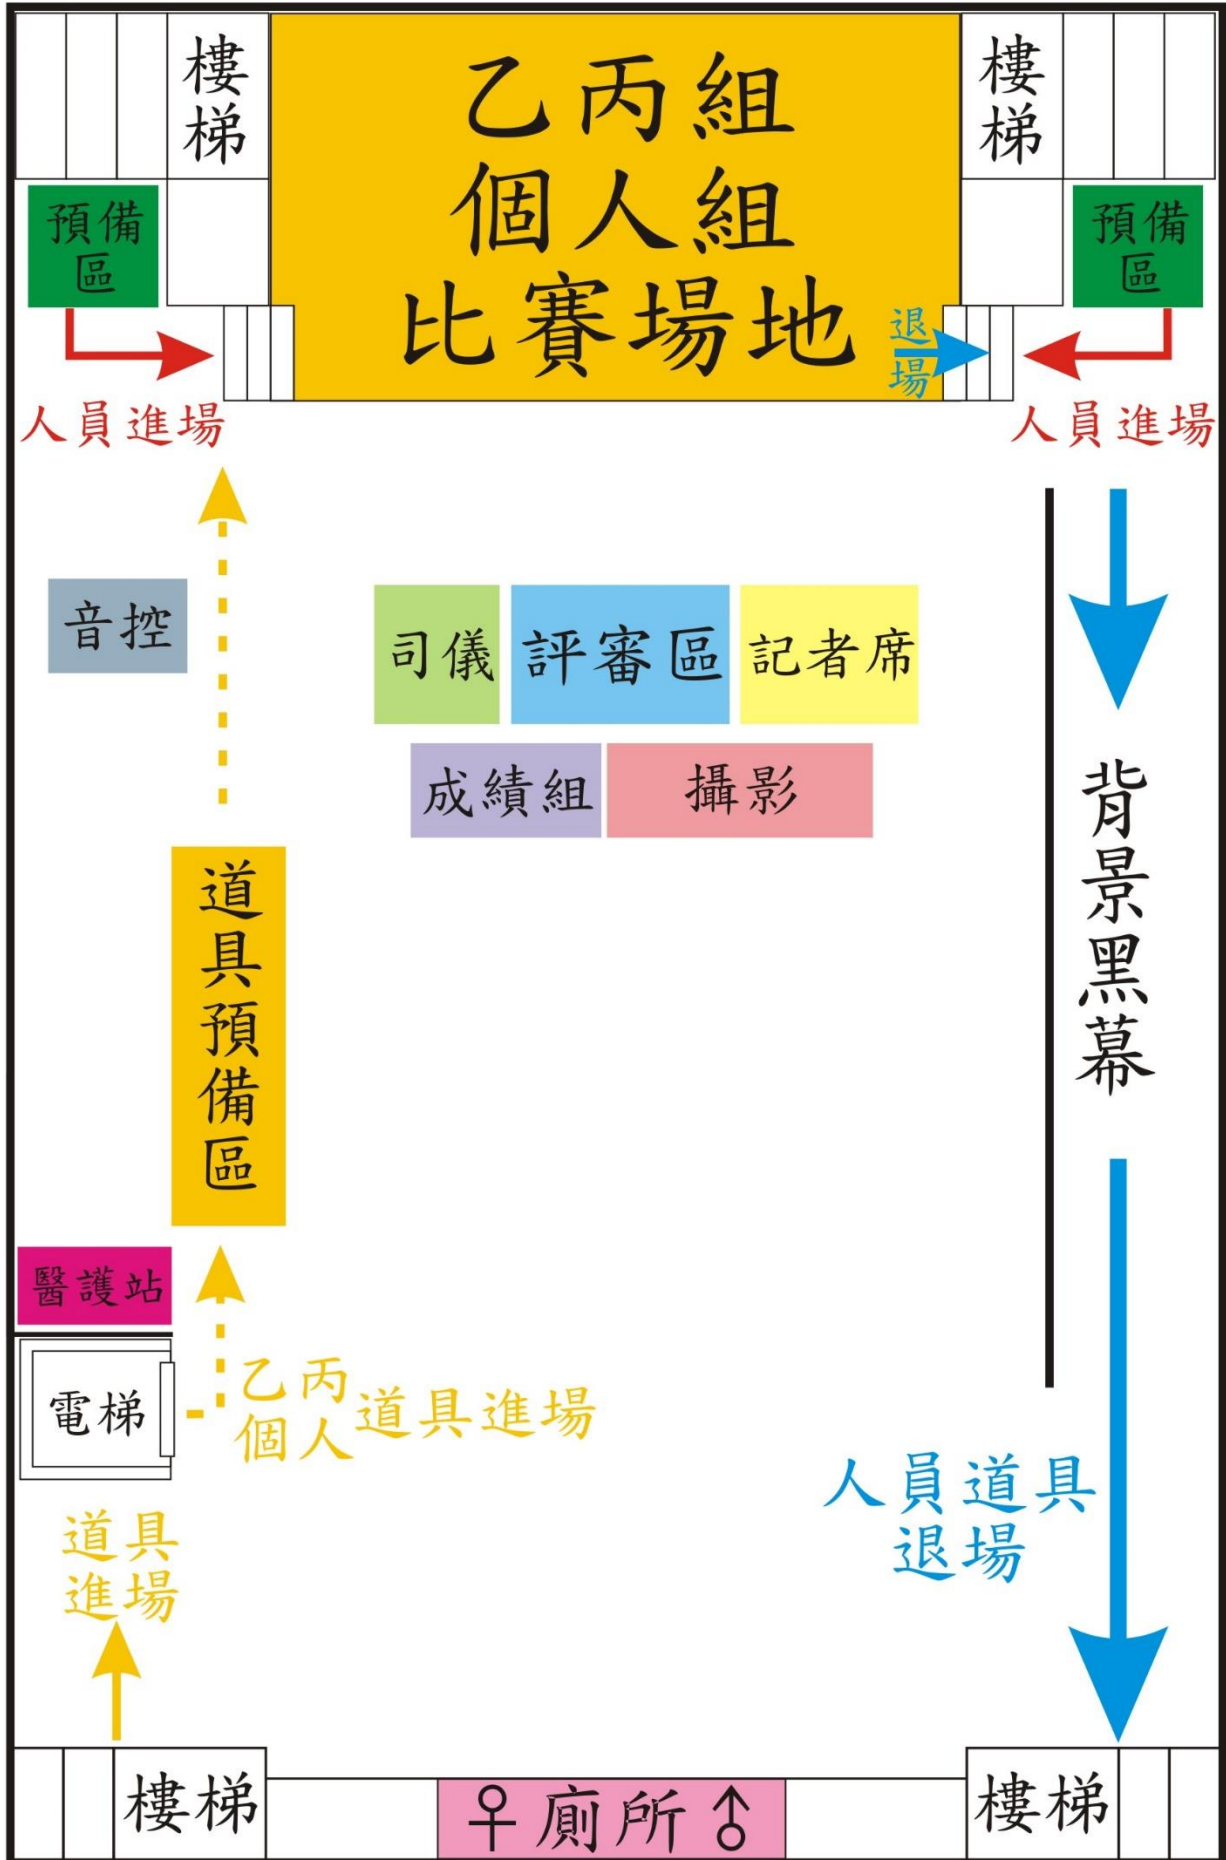 樓梯
乙丙組
個人組
比賽場地
樓梯
預備
區
預備
區
退場
人員進場
人員進場
音控
司儀
評審區
記者席
成績組
攝影
背景黑幕
道具預備區
醫護站
電梯
乙丙
個人
道具進場
道具
進場
人員道具
退場
樓梯
♀廁所♂
樓梯